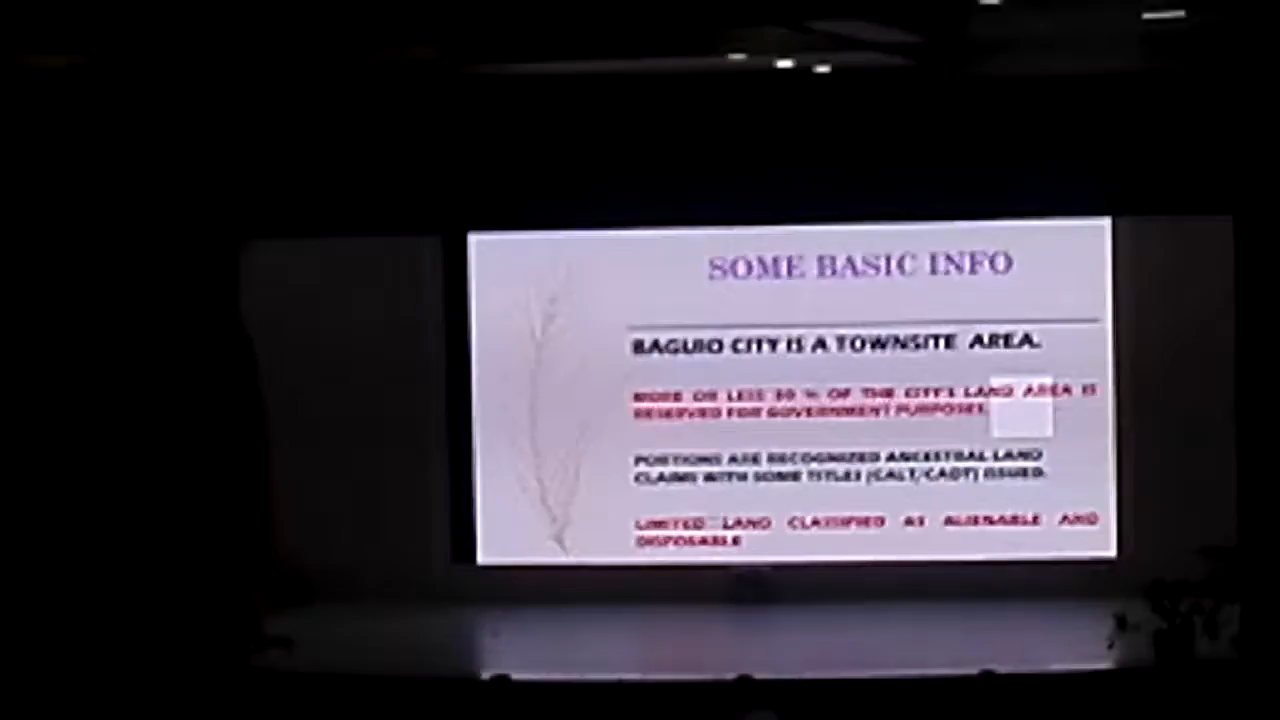 SOME BASIC INFO
BAGUIO CITY IS A TOWNSITE AREA.
MORE OR LESS % OF THE CITY'S LAND AREA IS
RESERVED FOR GOVERNMENT PURPOSES.
PORTIONS ARE RECOGNIZED ANCESTRAL LAND
CLAIMS WITH SOME TITLES (CALT/CADT) ISSUED.
LIMITED LAND CLASSIFIED AS ALIENABLE AND
DISPOSABLE